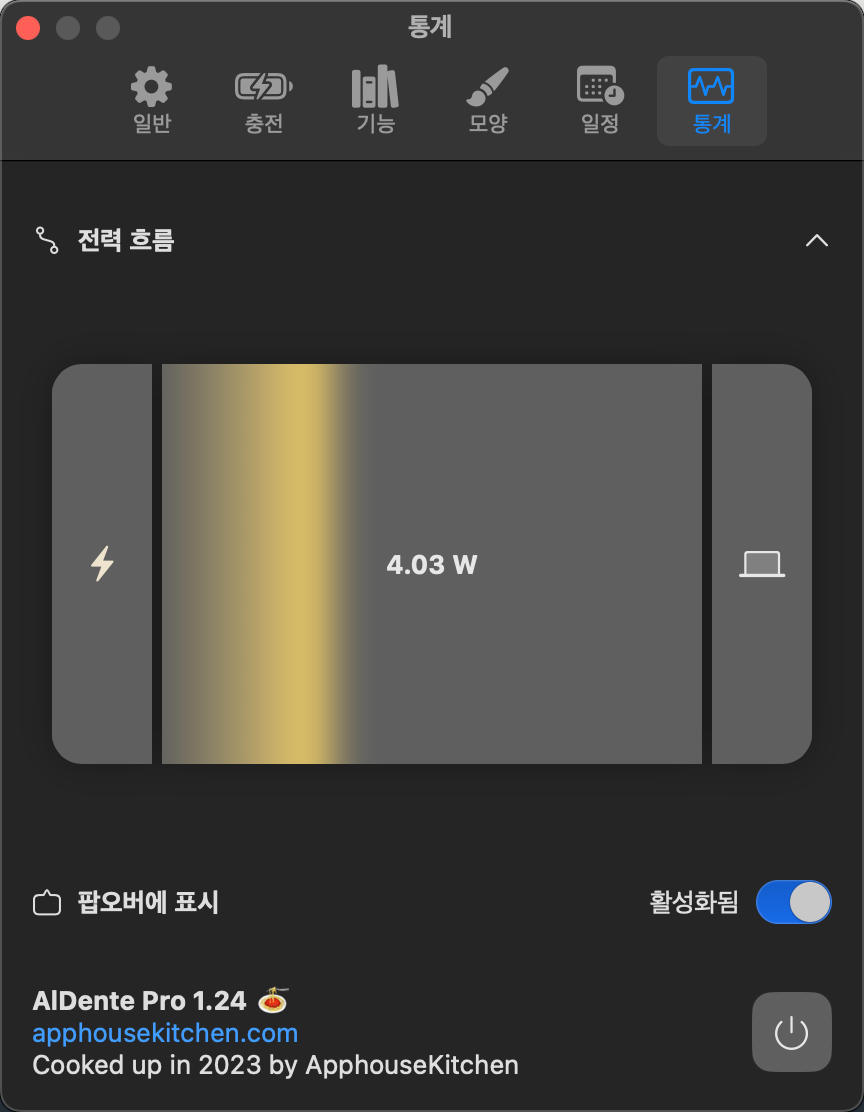 통계
일반
충전
기능
모양
일정
통계
전력 흐름
4.03 W
팝오버에 표시
활성화됨
AlDente Pro 1.24 🍝
apphousekitchen.com
Cooked up in 2023 by ApphouseKitchen